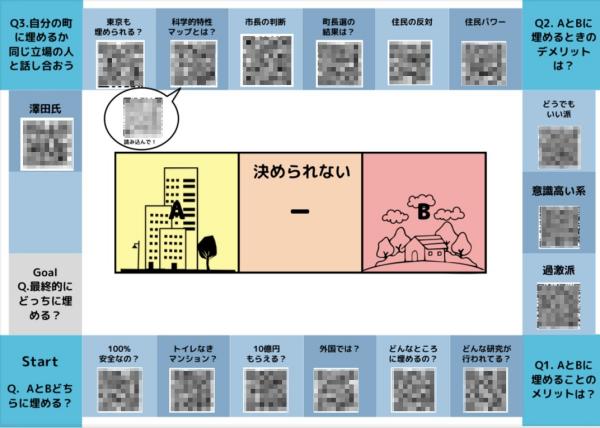 Q3.自分の町
に埋めるか
同じ立場の人
と話し合おう
東京も
埋められる?
科学的特性
マップとは?
市長の判断
町長選の
結果は?
住民の反対
住民パワー
Q2. AとBに
埋めるときの
デメリット
は?
澤田氏
読み込んで!
どうでも
いい派
意識高い系
過激派
決められない
A
ー
B
Goal
Q.最終的に
どっちに埋
める?
Start
Q. AとBどち
らに埋める?
100%
安全なの?
トイレなき
マンション?
10億円
もらえる?
外国では?
どんなところ
に埋めるの?
どんな研究が
行われてる?
Q1. AとBに
埋めることの
メリットは?